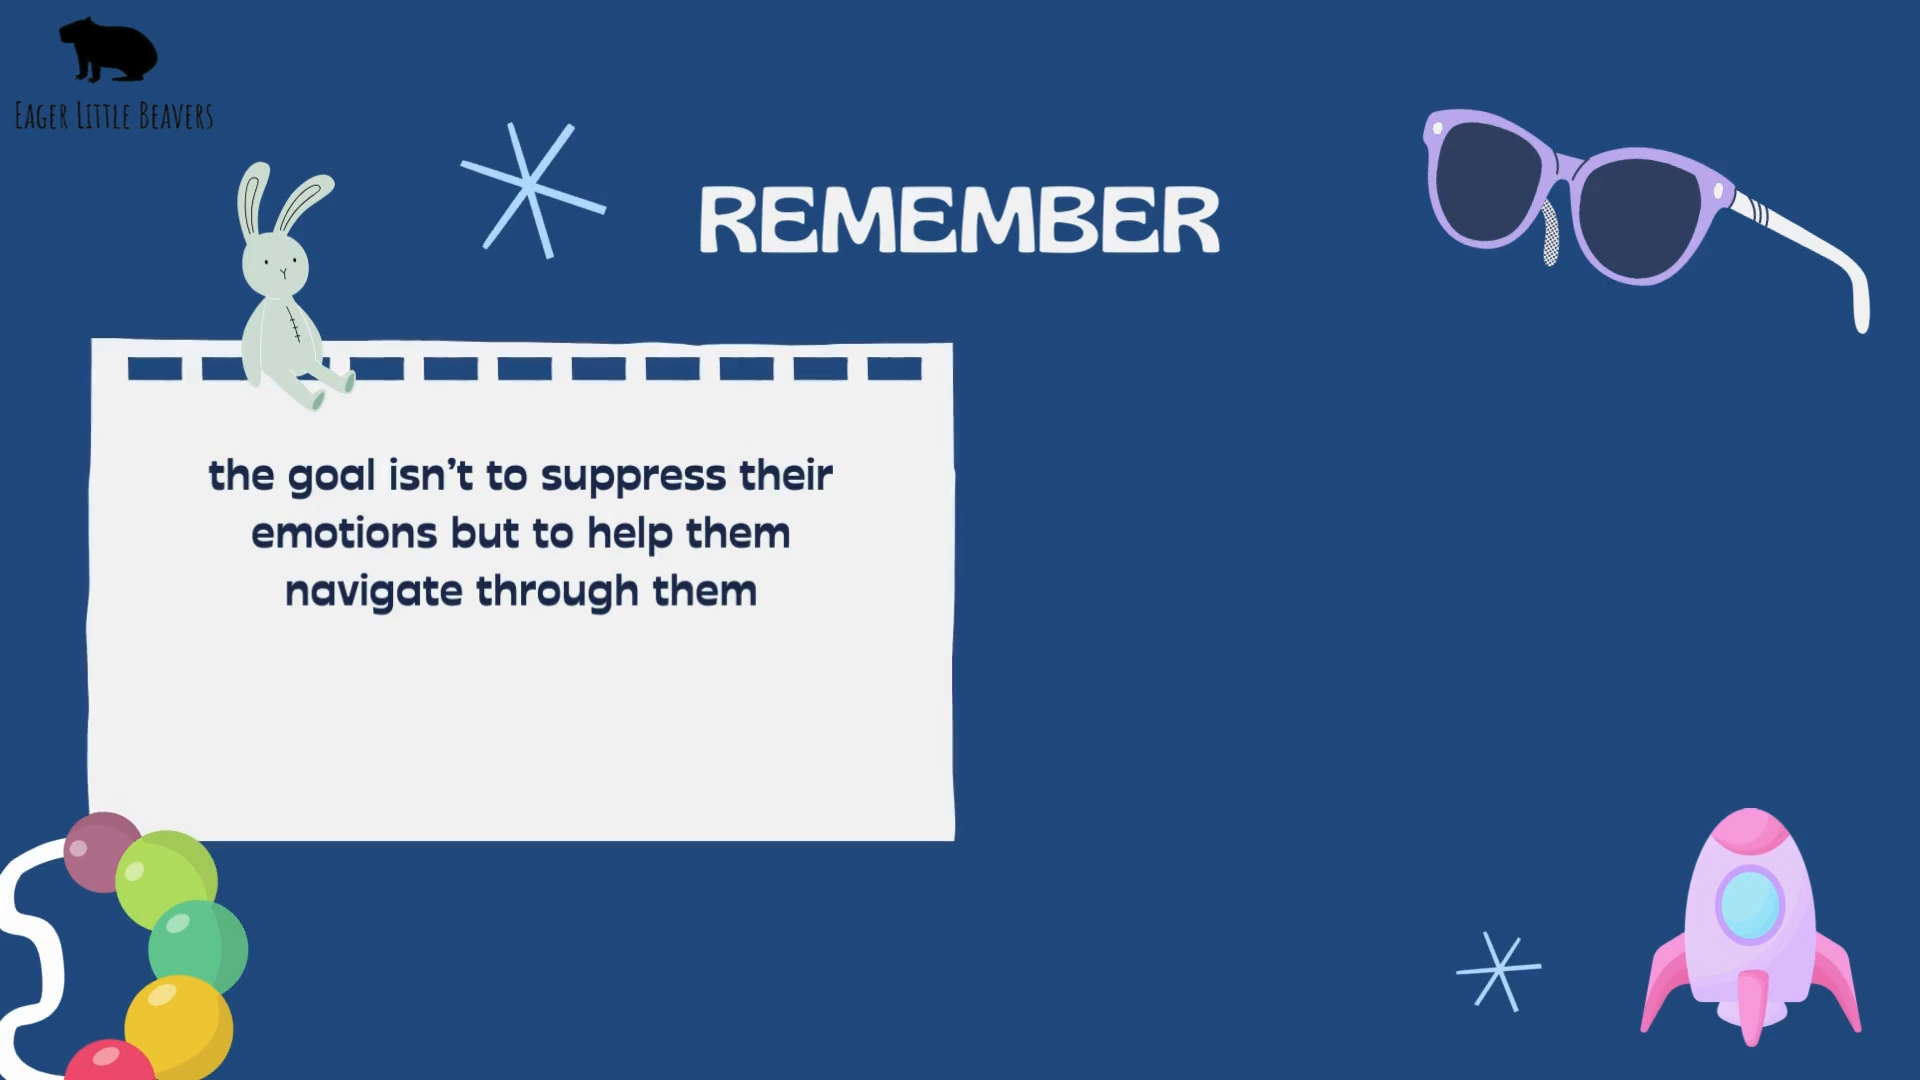 Eager Little Beavers
REMEMBER
the goal isn’t to suppress their
emotions but to help them
navigate through them